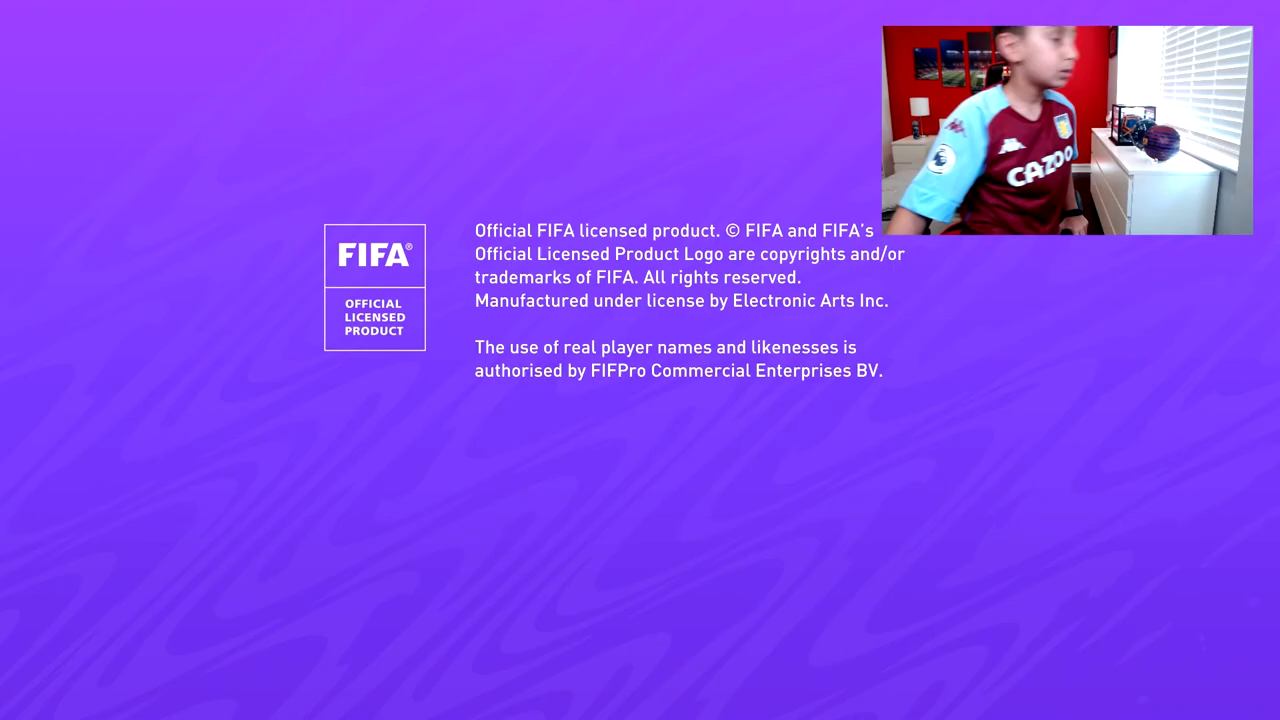 FIFA®
OFFICIAL
LICENSED
PRODUCT
Official FIFA licensed product. © FIFA and FIFA's
Official Licensed Product Logo are copyrights and/or
trademarks of FIFA. All rights reserved.
Manufactured under license by Electronic Arts Inc.
The use of real player names and likenesses is
authorised by FIFPro Commercial Enterprises BV.
CAZOO